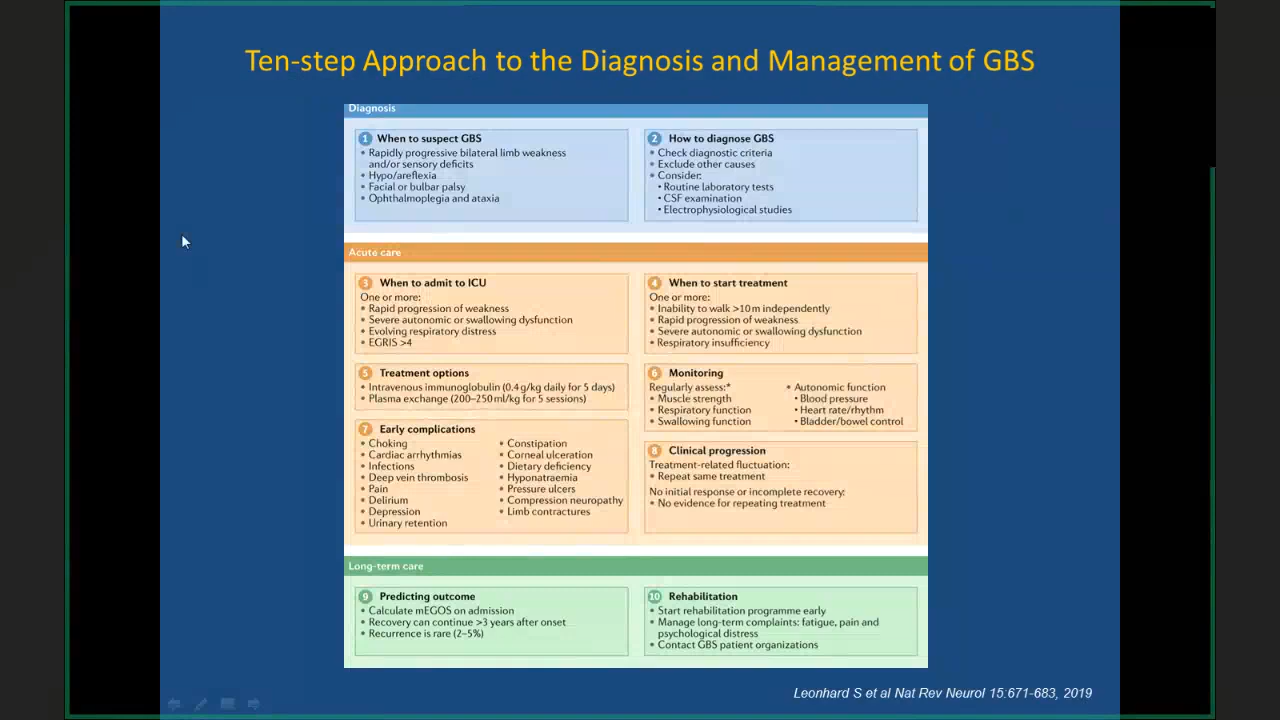 Ten-step Approach to the Diagnosis and Management of GBS
Diagnosis
1 When to suspect GBS
• Rapidly progressive bilateral limb weakness
and/or sensory deficits
• Hypo/areflexia
• Facial or bulbar palsy
• Ophthalmoplegia and ataxia
2 How to diagnose GBS
• Check diagnostic criteria
• Exclude other causes
• Consider:
• Routine laboratory tests
• CSF examination
• Electrophysiological studies
Acute care
3 When to admit to ICU
One or more:
• Rapid progression of weakness
• Severe autonomic or swallowing dysfunction
• Evolving respiratory distress
• EGRIS >4
4 When to start treatment
One or more:
• Inability to walk >10 m independently
• Rapid progression of weakness
• Severe autonomic or swallowing dysfunction
• Respiratory insufficiency
5 Treatment options
• Intravenous immunoglobulin (0.4 g/kg daily for 5 days)
• Plasma exchange (200–250 ml/kg for 5 sessions)
6 Monitoring
Regularly assess:*
• Muscle strength
• Respiratory function
• Swallowing function
• Autonomic function
• Blood pressure
• Heart rate/rhythm
• Bladder/bowel control
7 Early complications
• Choking
• Cardiac arrhythmias
• Infections
• Deep vein thrombosis
• Pain
• Delirium
• Depression
• Urinary retention
• Constipation
• Corneal ulceration
• Dietary deficiency
• Hyponatraemia
• Pressure ulcers
• Compression neuropathy
• Limb contractures
8 Clinical progression
Treatment-related fluctuation:
• Repeat same treatment
No initial response or incomplete recovery:
• No evidence for repeating treatment
Long-term care
9 Predicting outcome
• Calculate mEGOS on admission
• Recovery can continue >3 years after onset
• Recurrence is rare (2–5%)
10 Rehabilitation
• Start rehabilitation programme early
• Manage long-term complaints: fatigue, pain and
psychological distress
• Contact GBS patient organizations
Leonhard S et al Nat Rev Neurol 15:671-683, 2019